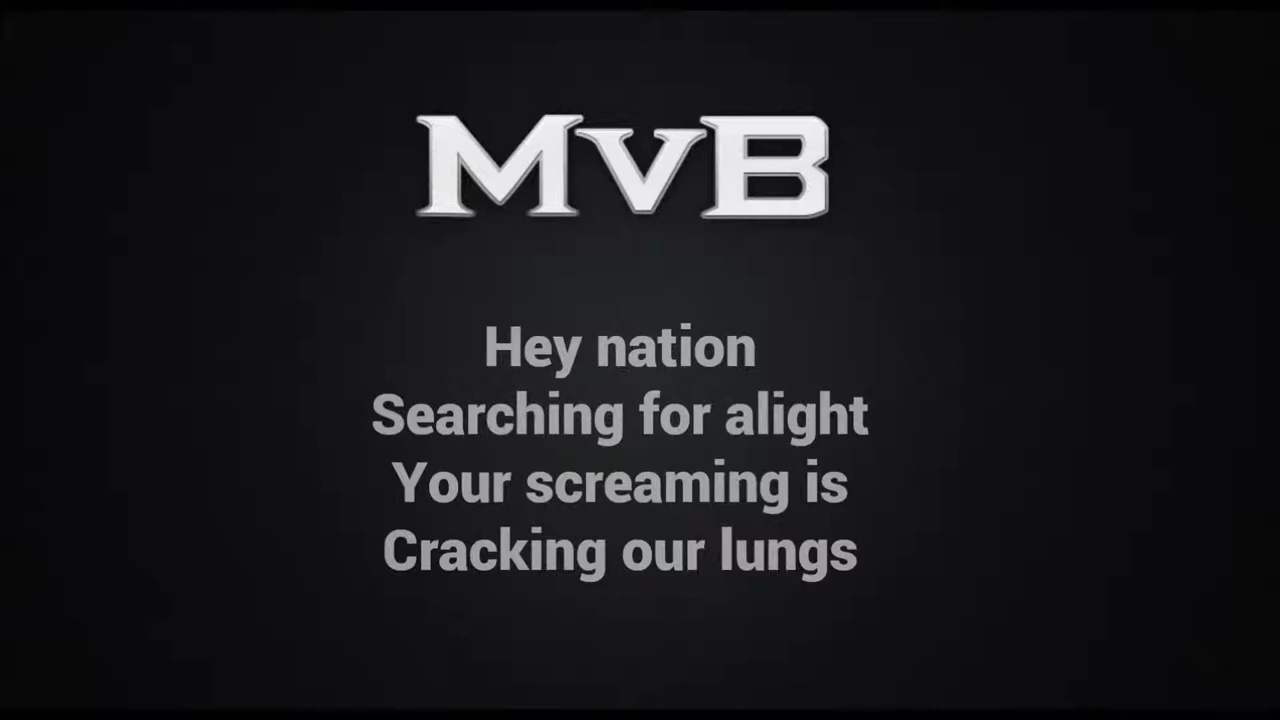 MvB
Hey nation
Searching for alight
Your screaming is
Cracking our lungs